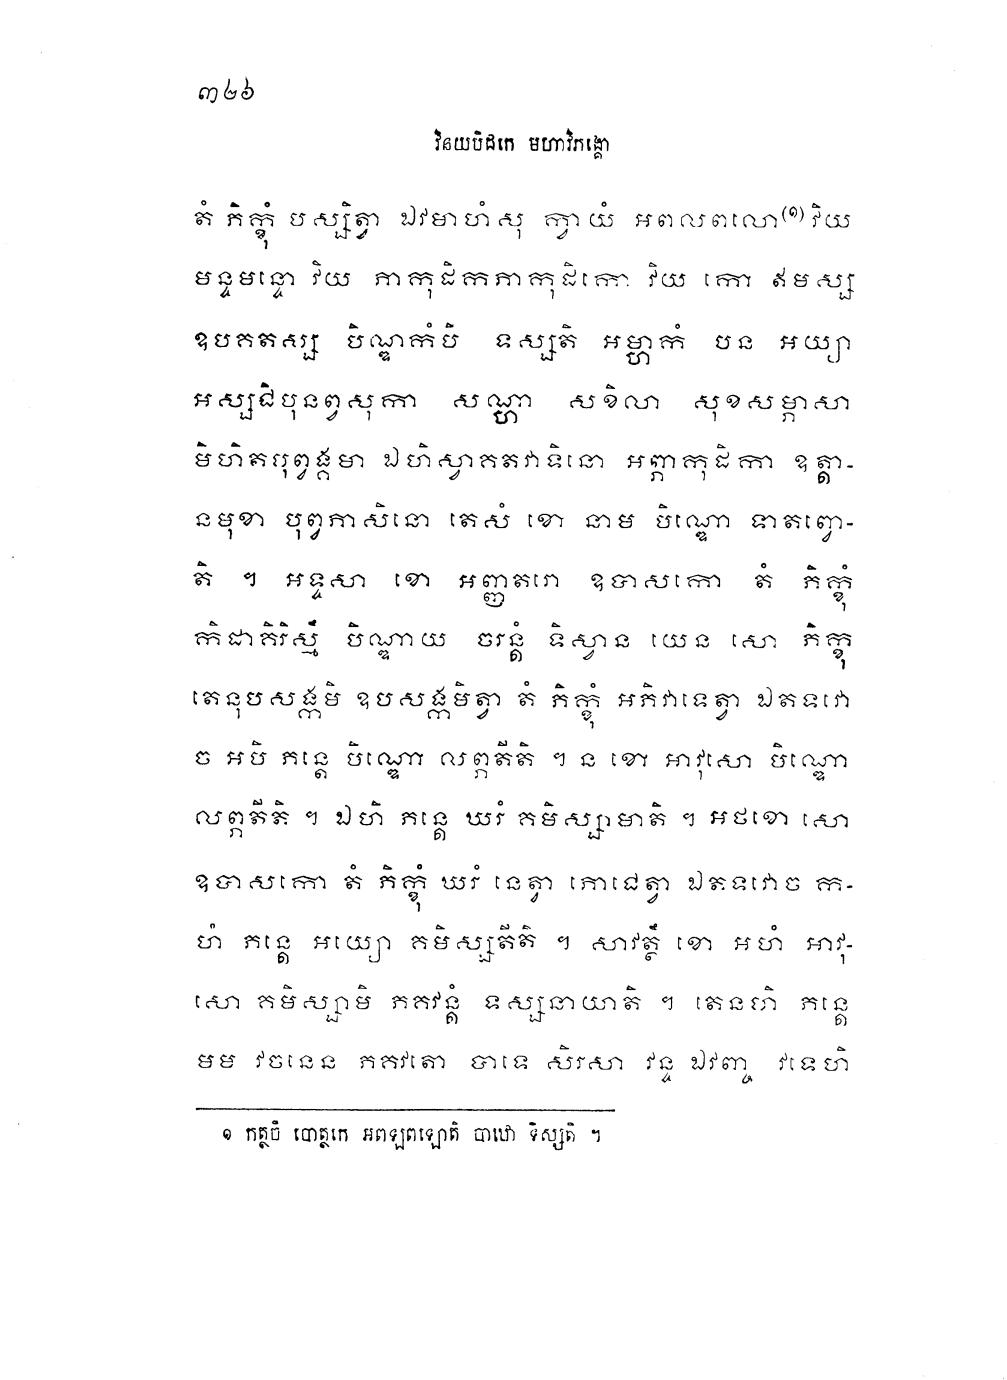 ៣៤៦
វិនយបិដកេ មហាវិភង្គោ
តំ ភិក្ខុំ បស្សិត្វា ឯវមាហំសុ ក្វាយំ អពលពលោ(១) វិយ
មន្ទមន្ទោ វិយ ភាកុដិកភាកុដិកោ វិយ កោ ឥមស្ស
ឧបគតស្ស បិណ្ឌកំបិ ទស្សតិ អម្ហាកំ បន អយ្យា
អស្សជិបុនព្វសុកា សណ្ហា សខិលា សុខសម្ភាសា
មិហិតបុព្វង្គមា ឯហិស្វាគតវាទិនោ អព្ភាកុដិកា ឧត្តា-
នមុខា បុព្វភាសិនោ តេសំ ខោ នាម បិណ្ឌោ ទាតព្វោ-
តិ ។ អទ្ទសា ខោ អញ្ញតរោ ឧបាសកោ តំ ភិក្ខុំ
កិដាគិរិស្មឹ បិណ្ឌាយ ចរន្តំ ទិស្វាន យេន សោ ភិក្ខុ
តេនុបសង្កមិ ឧបសង្កមិត្វា តំ ភិក្ខុំ អភិវាទេត្វា ឯតទវោ
ច អបិ ភន្តេ បិណ្ឌោ លព្ភតីតិ ។ ន ខោ អាវុសោ បិណ្ឌោ
លព្ភតីតិ ។ ឯហិ ភន្តេ ឃរំ គមិស្សាមាតិ ។ អថខោ សោ
ឧបាសកោ តំ ភិក្ខុំ ឃរំ នេត្វា ភោជេត្វា ឯតទវោច ក-
ហំ ភន្តេ អយ្យោ គមិស្សតីតិ ។ សាវត្ថឹ ខោ អហំ អាវុ-
សោ គមិស្សាមិ ភគវន្តំ ទស្សនាយាតិ ។ តេនហិ ភន្តេ
មម វចនេន ភគវតោ បាទេ សិរសា វន្ទ ឯវញ្ច វទេហិ
១ កត្ថចិ បោត្ថកេ អពឡពឡោតិ បាឋោ ទិស្សតិ ។